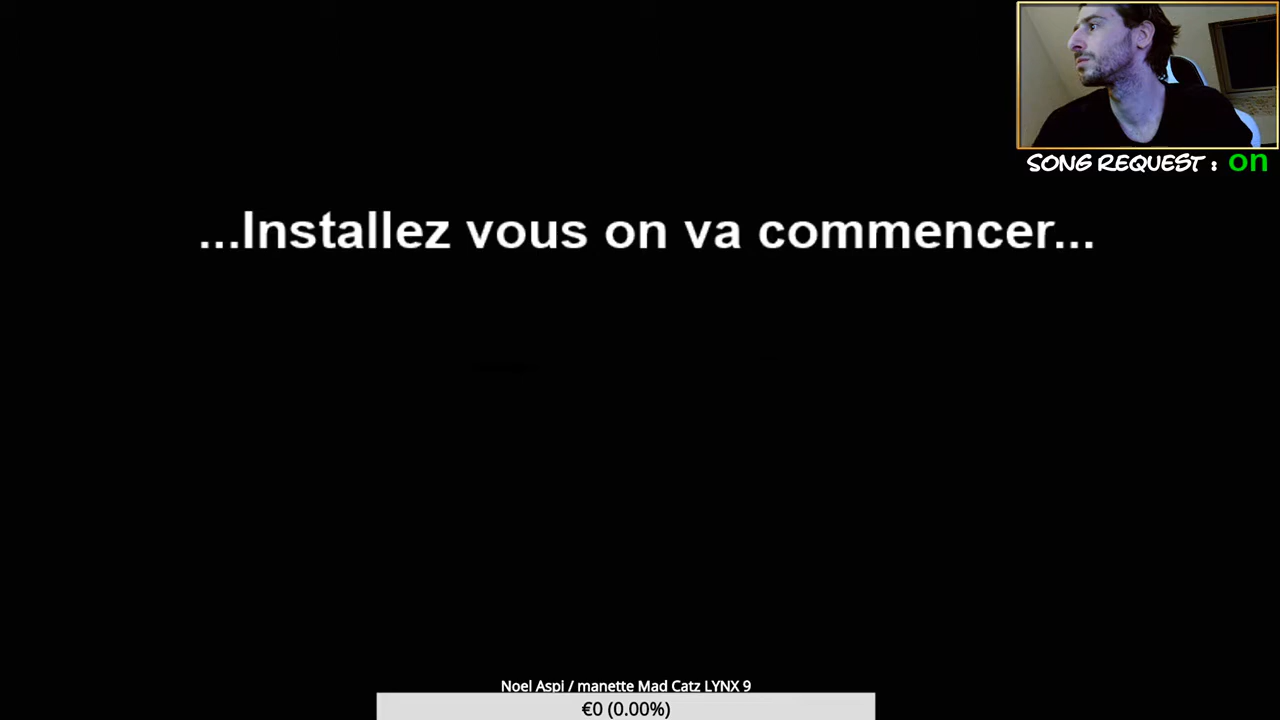 SONG REQUEST : on
...Installez vous on va commencer...
Noel Aspi / manette Mad Catz LYNX 9
€0 (0.00%)